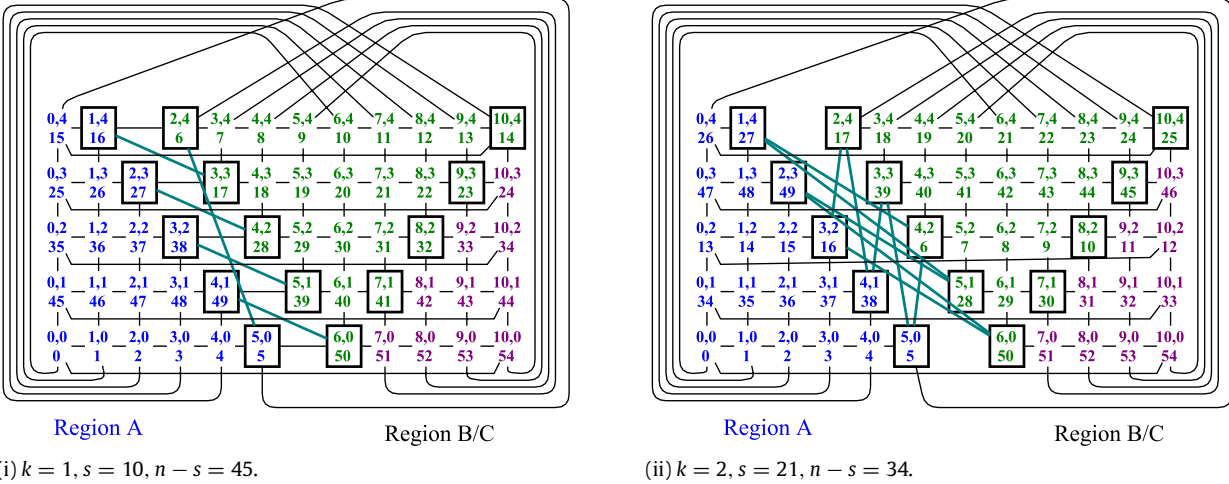 0,4 1,4 2,4 3,4 4,4 5,4 6,4 7,4 8,4 9,4 10,4
15 16 6 7 8 9 10 11 12 13 14
0,3 1,3 2,3 3,3 4,3 5,3 6,3 7,3 8,3 9,3 10,3
25 26 27 17 18 19 20 21 22 23 24
0,2 1,2 2,2 3,2 4,2 5,2 6,2 7,2 8,2 9,2 10,2
35 36 37 38 28 29 30 31 32 33 34
0,1 1,1 2,1 3,1 4,1 5,1 6,1 7,1 8,1 9,1 10,1
45 46 47 48 49 39 40 41 42 43 44
0,0 1,0 2,0 3,0 4,0 5,0 6,0 7,0 8,0 9,0 10,0
0 1 2 3 4 5 50 51 52 53 54
Region A Region B/C
(i) k = 1, s = 10, n − s = 45.
0,4 1,4 2,4 3,4 4,4 5,4 6,4 7,4 8,4 9,4 10,4
26 27 17 18 19 20 21 22 23 24 25
0,3 1,3 2,3 3,3 4,3 5,3 6,3 7,3 8,3 9,3 10,3
47 48 49 39 40 41 42 43 44 45 46
0,2 1,2 2,2 3,2 4,2 5,2 6,2 7,2 8,2 9,2 10,2
13 14 15 16 6 7 8 9 10 11 12
0,1 1,1 2,1 3,1 4,1 5,1 6,1 7,1 8,1 9,1 10,1
34 35 36 37 38 28 29 30 31 32 33
0,0 1,0 2,0 3,0 4,0 5,0 6,0 7,0 8,0 9,0 10,0
0 1 2 3 4 5 50 51 52 53 54
Region A Region B/C
(ii) k = 2, s = 21, n − s = 34.